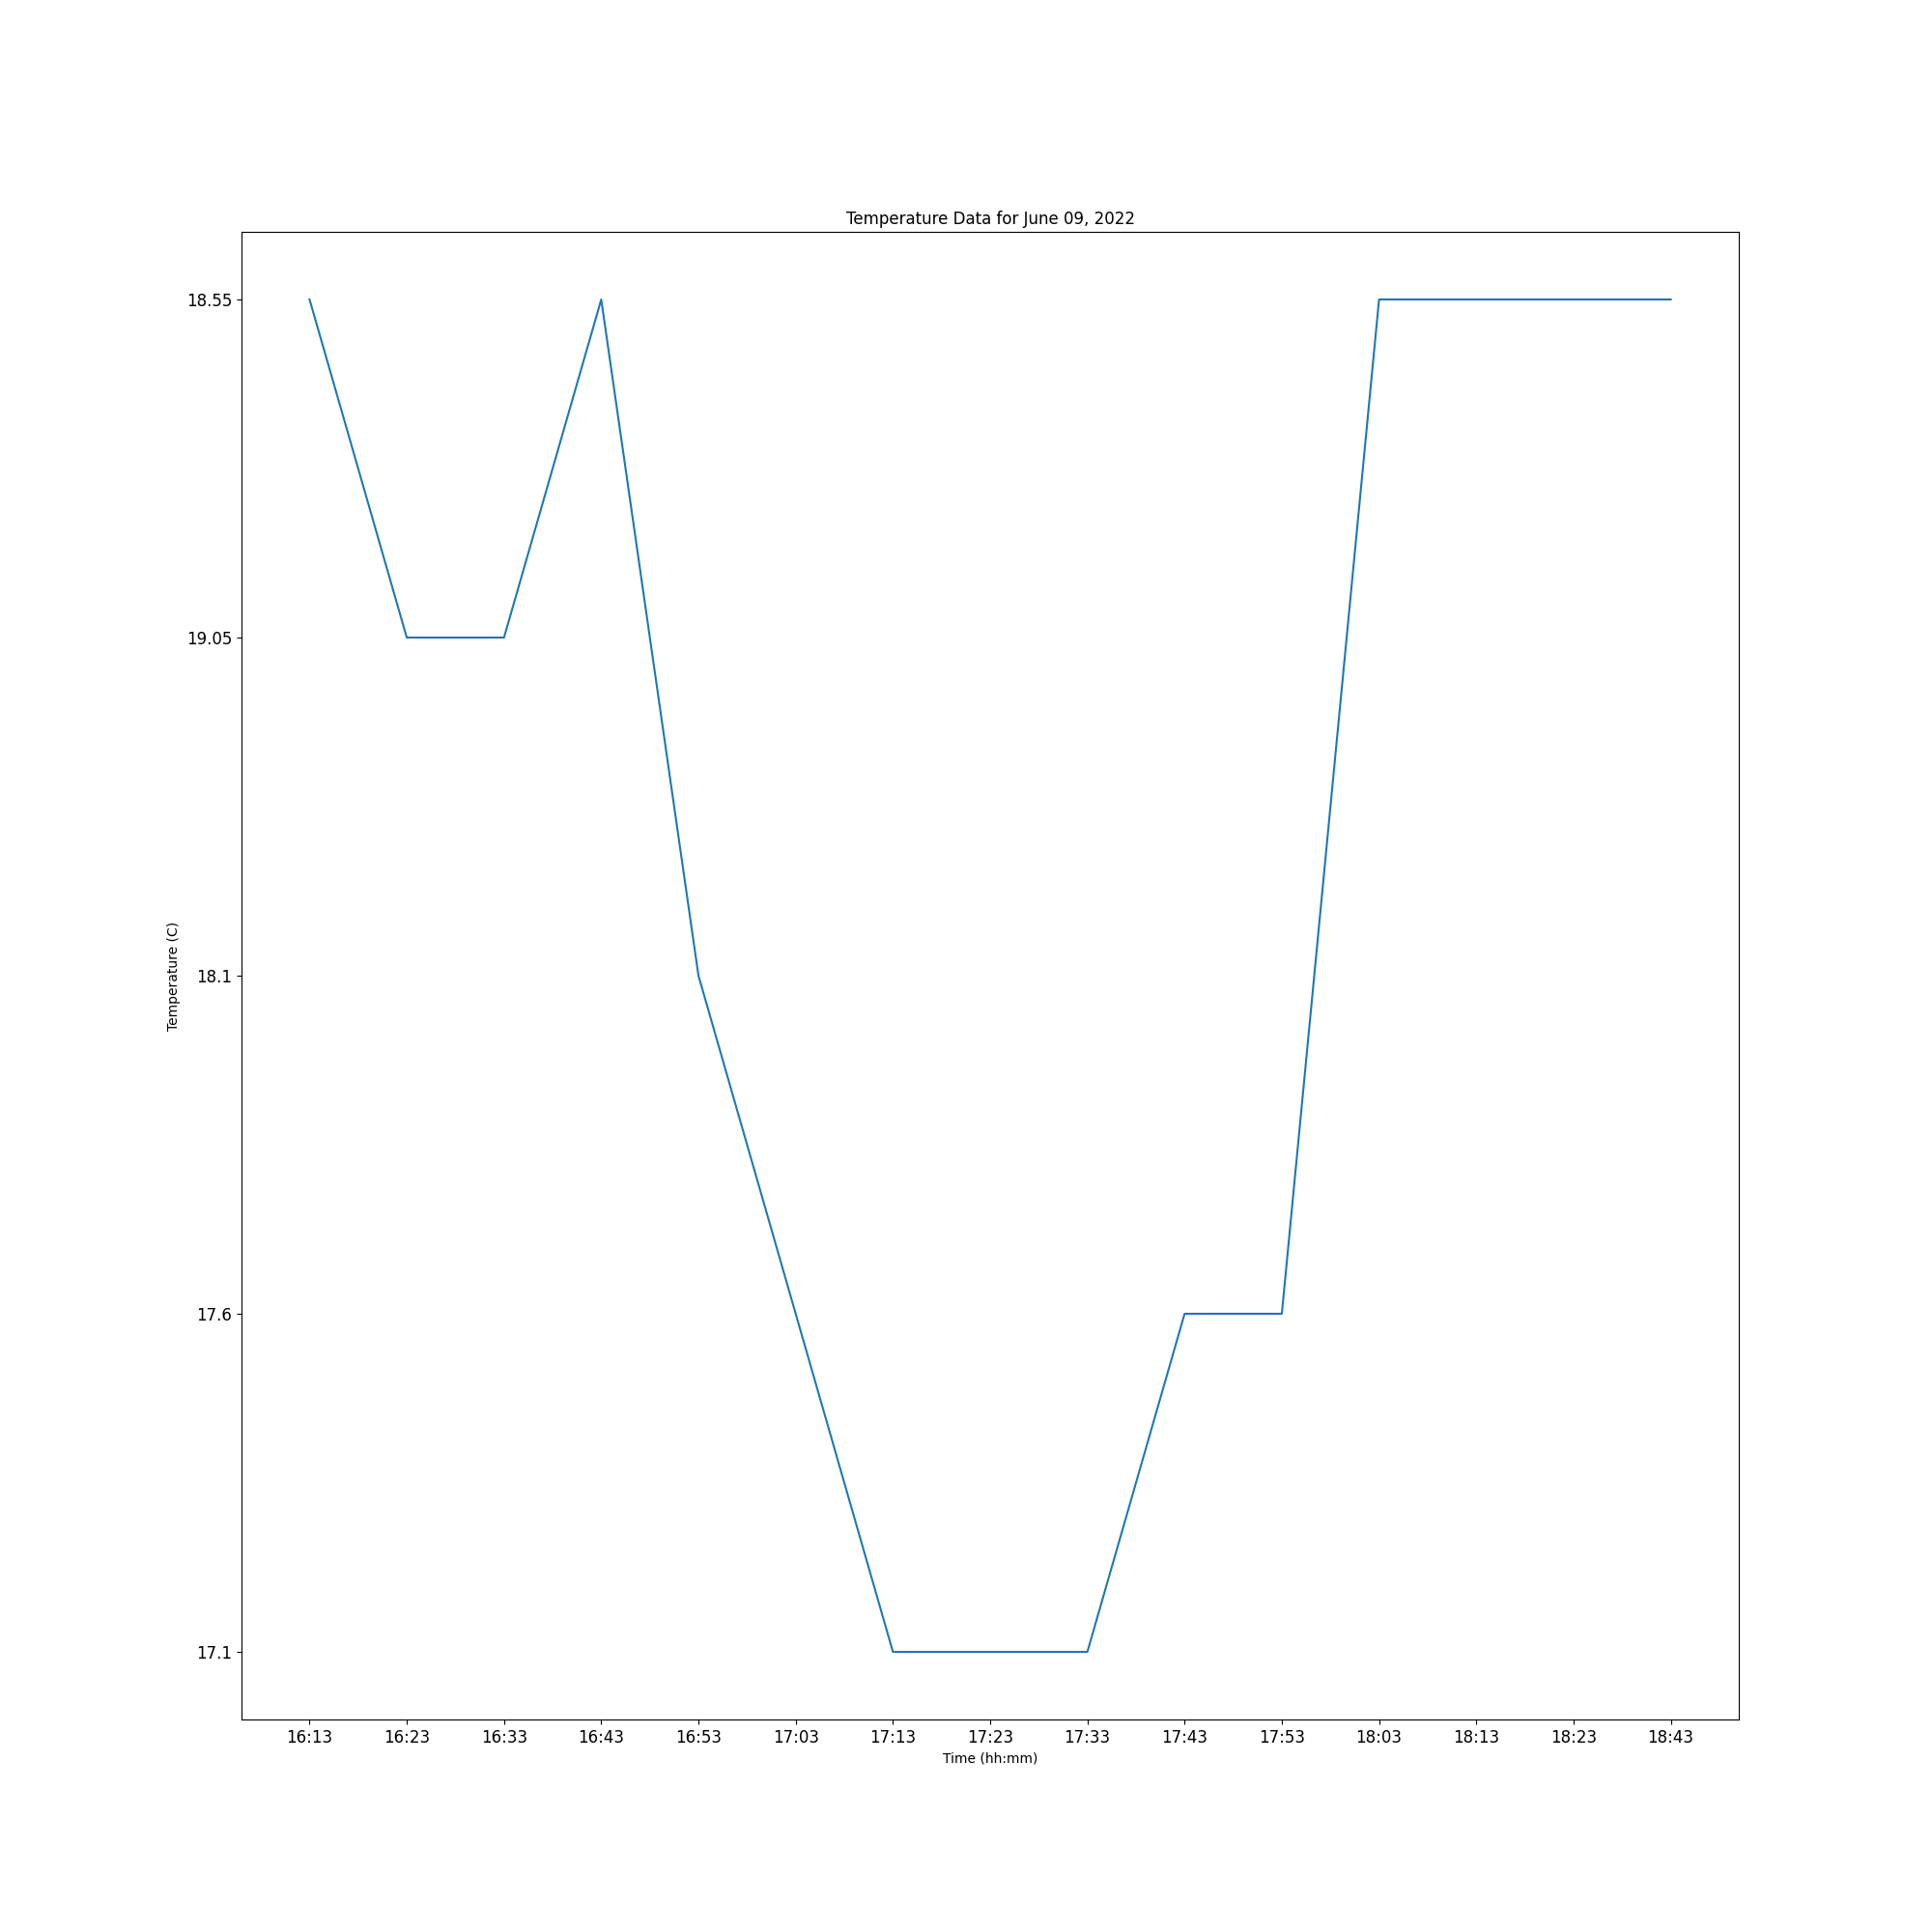 Temperature Data for June 09, 2022
18.55
19.05
18.1
17.6
17.1
Temperature (C)
16:13 16:23 16:33 16:43 16:53 17:03 17:13 17:23 17:33 17:43 17:53 18:03 18:13 18:23 18:43
Time (hh:mm)